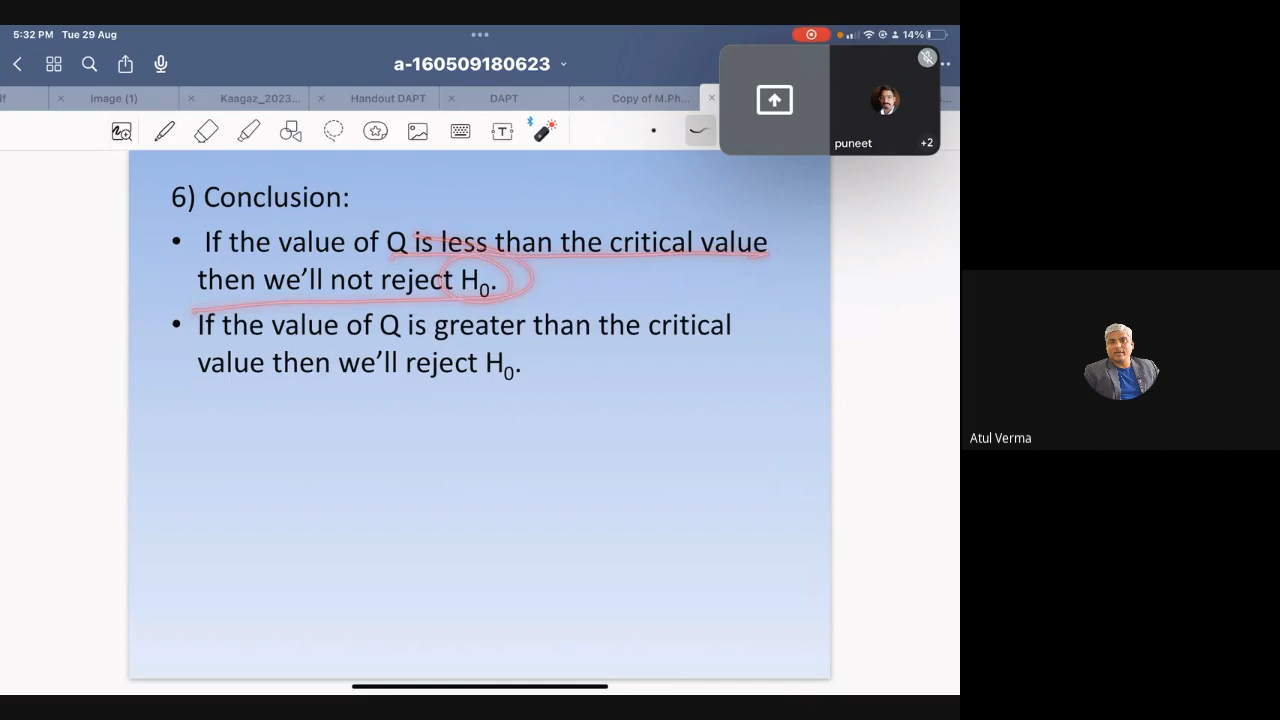 5:32 PM Tue 29 Aug
14%
a-160509180623
Image (1)
Kaagaz_2023...
Handout DAPT
DAPT
Copy of M.Ph...
puneet
+2
6) Conclusion:
• If the value of Q is less than the critical value
then we’ll not reject H₀.
• If the value of Q is greater than the critical
value then we’ll reject H₀.
Atul Verma